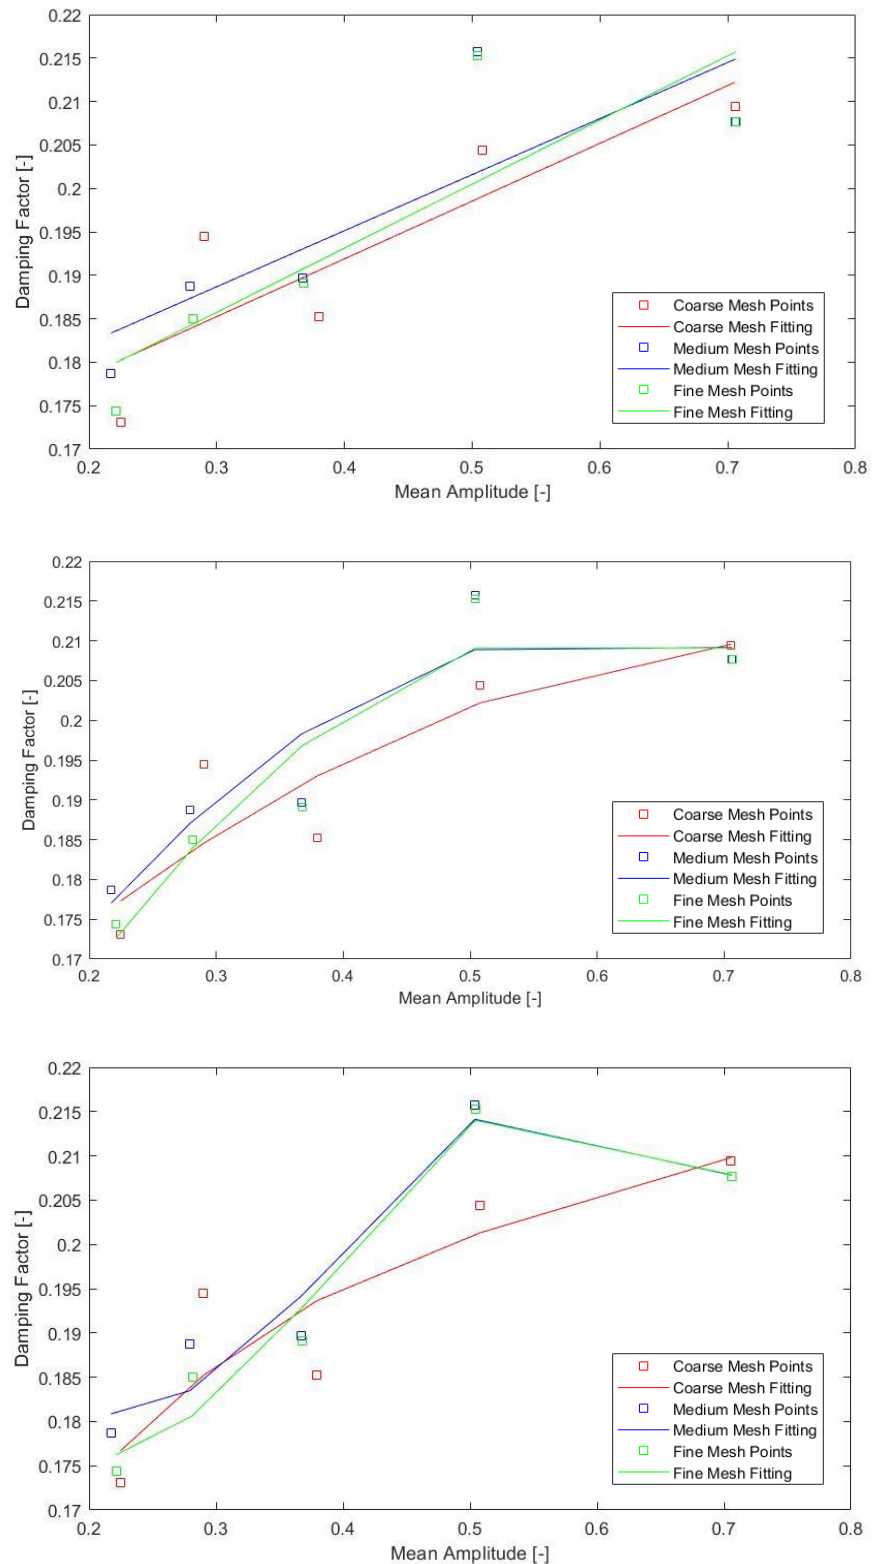 0.22
0.215
0.21
0.205
0.2
0.195
0.19
0.185
0.18
0.175
0.17
Damping Factor [-]
Coarse Mesh Points
Coarse Mesh Fitting
Medium Mesh Points
Medium Mesh Fitting
Fine Mesh Points
Fine Mesh Fitting
0.2 0.3 0.4 0.5 0.6 0.7 0.8
Mean Amplitude [-]
0.22
0.215
0.21
0.205
0.2
0.195
0.19
0.185
0.18
0.175
0.17
Damping Factor [-]
Coarse Mesh Points
Coarse Mesh Fitting
Medium Mesh Points
Medium Mesh Fitting
Fine Mesh Points
Fine Mesh Fitting
0.2 0.3 0.4 0.5 0.6 0.7 0.8
Mean Amplitude [-]
0.22
0.215
0.21
0.205
0.2
0.195
0.19
0.185
0.18
0.175
0.17
Damping Factor [-]
Coarse Mesh Points
Coarse Mesh Fitting
Medium Mesh Points
Medium Mesh Fitting
Fine Mesh Points
Fine Mesh Fitting
0.2 0.3 0.4 0.5 0.6 0.7 0.8
Mean Amplitude [-]